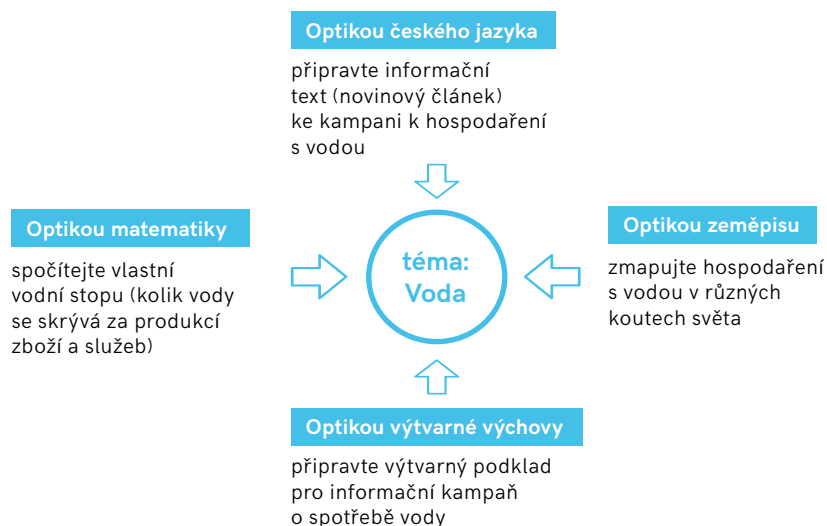 Optikou českého jazyka
připravte informační
text (novinový článek)
ke kampani k hospodaření
s vodou
Optikou matematiky
spočítejte vlastní
vodní stopu (kolik vody
se skrývá za produkcí
zboží a služeb)
téma:
Voda
Optikou zeměpisu
zmapujte hospodaření
s vodou v různých
koutech světa
Optikou výtvarné výchovy
připravte výtvarný podklad
pro informační kampaň
o spotřebě vody